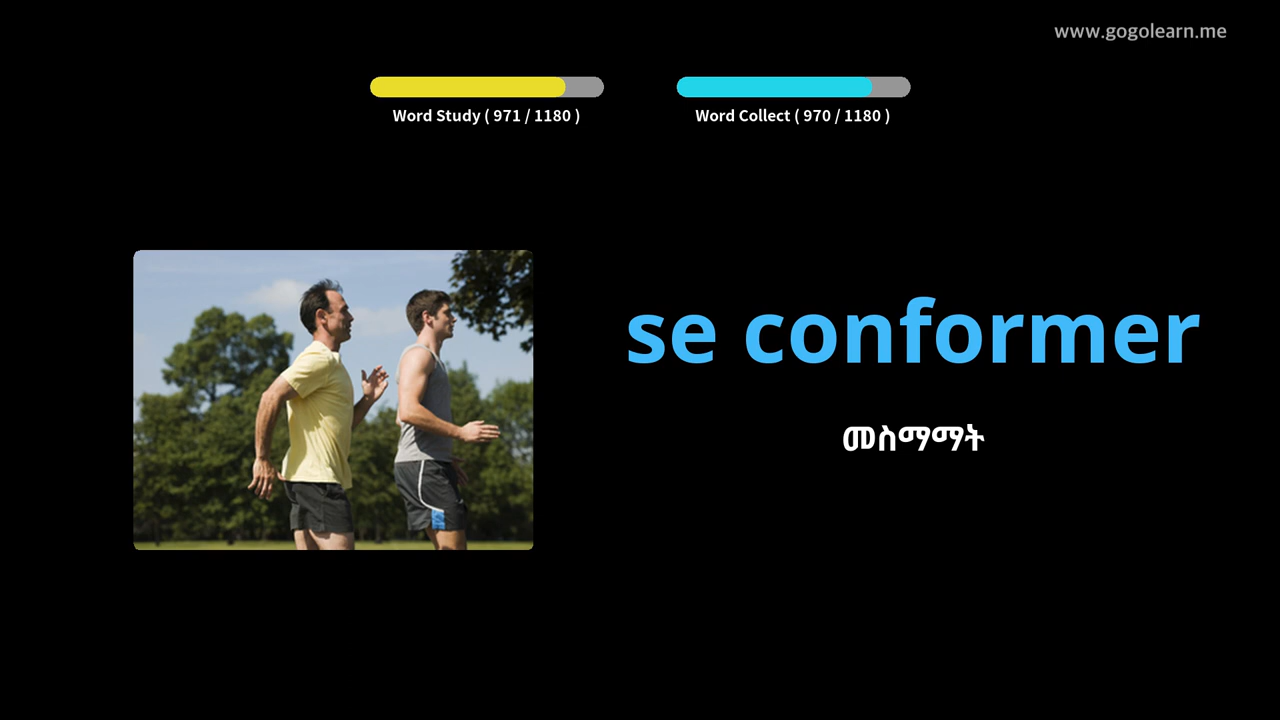 www.gogolearn.me
Word Study ( 971 / 1180 )
Word Collect ( 970 / 1180 )
se conformer
መስማማት